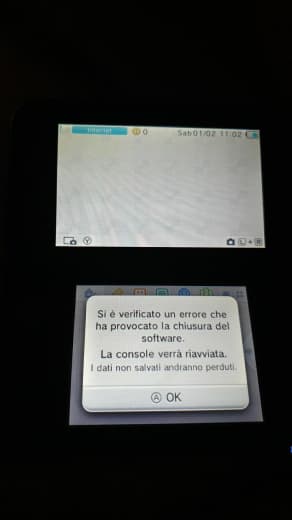 Internet 0 Sab 01/02 11:02
Y L+R
Si è verificato un errore che
ha provocato la chiusura del
software.
La console verrà riavviata.
I dati non salvati andranno perduti.
A OK